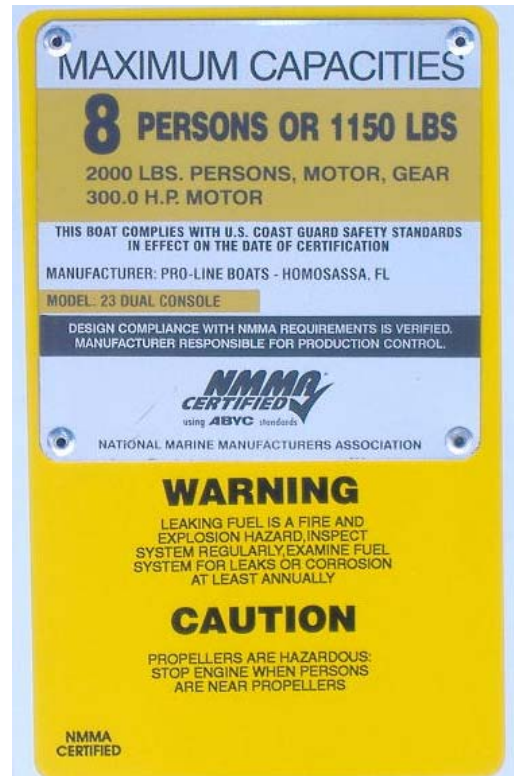 MAXIMUM CAPACITIES
8 PERSONS OR 1150 LBS
2000 LBS. PERSONS, MOTOR, GEAR
300.0 H.P. MOTOR
THIS BOAT COMPLIES WITH U.S. COAST GUARD SAFETY STANDARDS
IN EFFECT ON THE DATE OF CERTIFICATION
MANUFACTURER: PRO-LINE BOATS - HOMOSASSA, FL
MODEL: 23 DUAL CONSOLE
DESIGN COMPLIANCE WITH NMMA REQUIREMENTS IS VERIFIED.
MANUFACTURER RESPONSIBLE FOR PRODUCTION CONTROL.
NMMA
CERTIFIED
using ABYC standards
NATIONAL MARINE MANUFACTURERS ASSOCIATION
WARNING
LEAKING FUEL IS A FIRE AND
EXPLOSION HAZARD,INSPECT
SYSTEM REGULARLY,EXAMINE FUEL
SYSTEM FOR LEAKS OR CORROSION
AT LEAST ANNUALLY
CAUTION
PROPELLERS ARE HAZARDOUS:
STOP ENGINE WHEN PERSONS
ARE NEAR PROPELLERS
NMMA
CERTIFIED